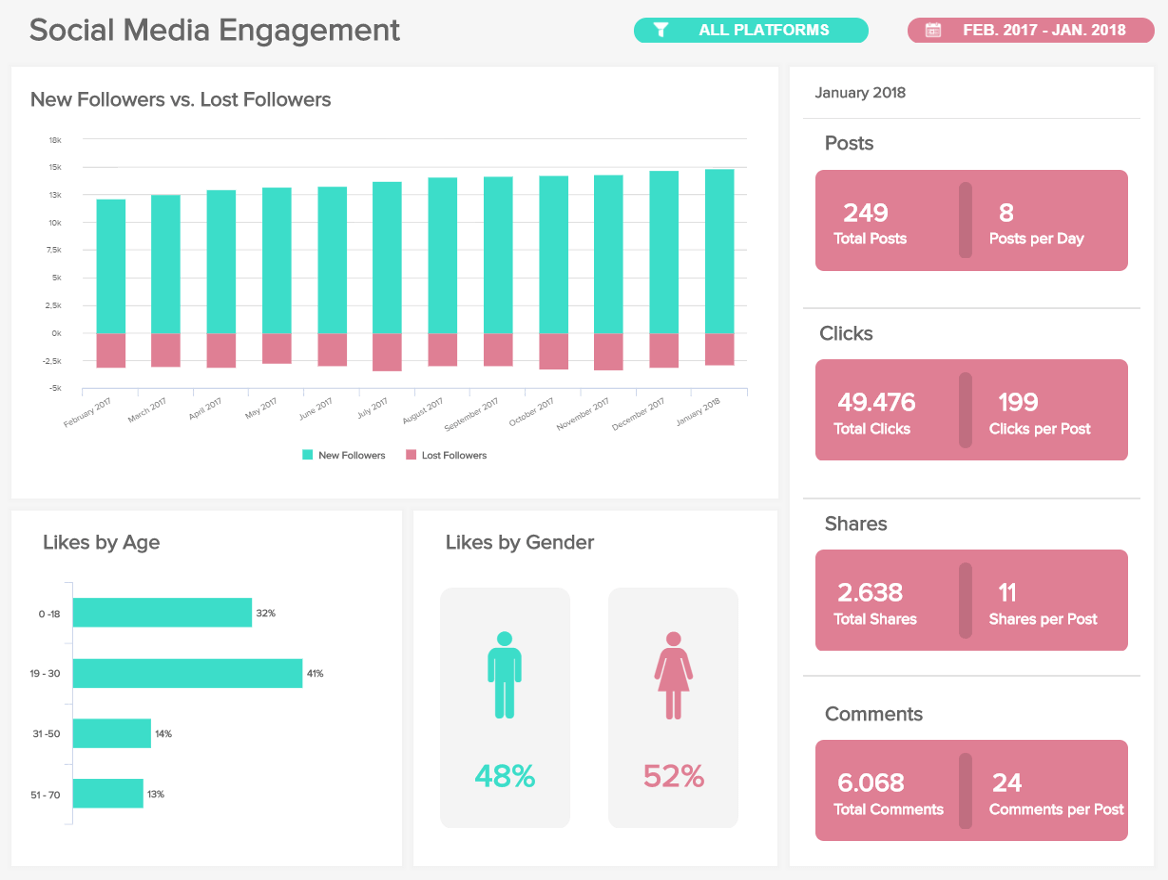 Social Media Engagement
ALL PLATFORMS
FEB. 2017 - JAN. 2018
New Followers vs. Lost Followers
18k
15k
13k
10k
7.5k
5k
2.5k
0k
-2.5k
-5k
February 2017
March 2017
April 2017
May 2017
June 2017
July 2017
August 2017
September 2017
October 2017
November 2017
December 2017
January 2018
New Followers
Lost Followers
Likes by Age
0 -18
32%
19 - 30
41%
31 -50
14%
51 - 70
13%
Likes by Gender
48%
52%
January 2018
Posts
249
Total Posts
8
Posts per Day
Clicks
49.476
Total Clicks
199
Clicks per Post
Shares
2.638
Total Shares
11
Shares per Post
Comments
6.068
Total Comments
24
Comments per Post